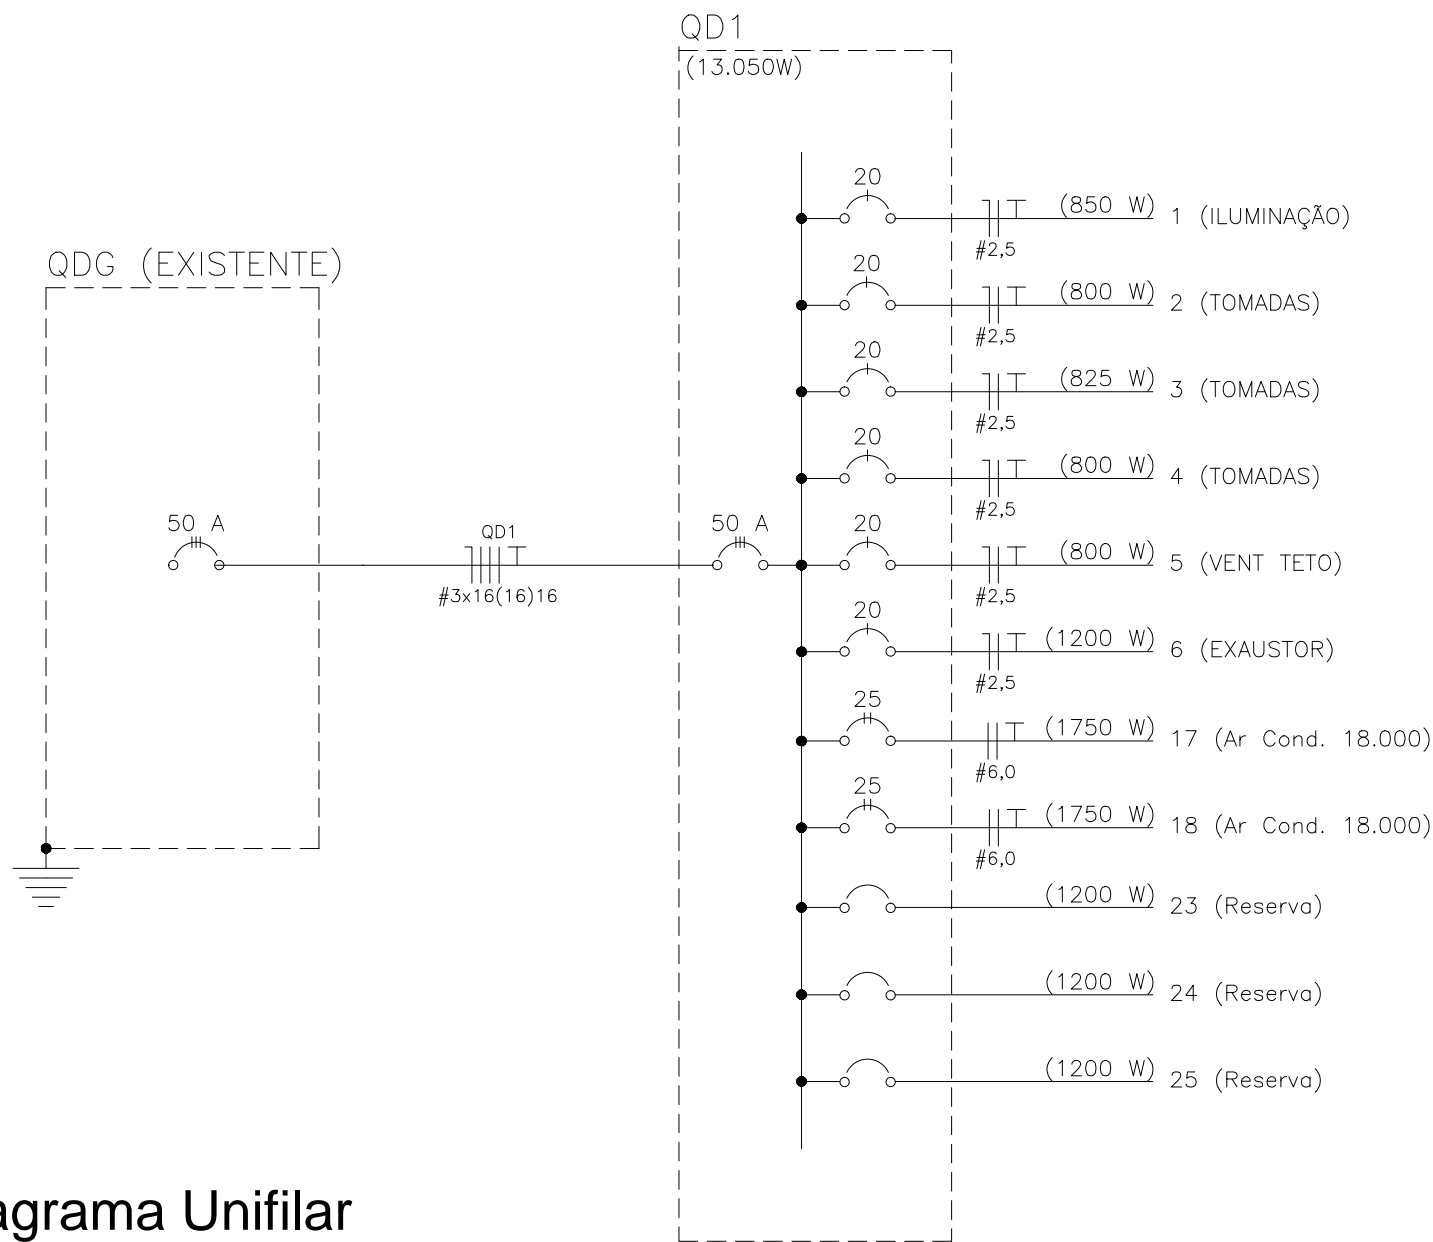 QD1
(13.050W)
20
(850 W) 1 (ILUMINAÇÃO)
#2,5
QDG (EXISTENTE)
20
(800 W) 2 (TOMADAS)
#2,5
20
(825 W) 3 (TOMADAS)
#2,5
20
(800 W) 4 (TOMADAS)
#2,5
50 A
QD1
#3x16(16)16
50 A
20
(800 W) 5 (VENT TETO)
#2,5
20
(1200 W) 6 (EXAUSTOR)
#2,5
25
(1750 W) 17 (Ar Cond. 18.000)
#6,0
25
(1750 W) 18 (Ar Cond. 18.000)
#6,0
(1200 W) 23 (Reserva)
(1200 W) 24 (Reserva)
(1200 W) 25 (Reserva)
agrama Unifilar